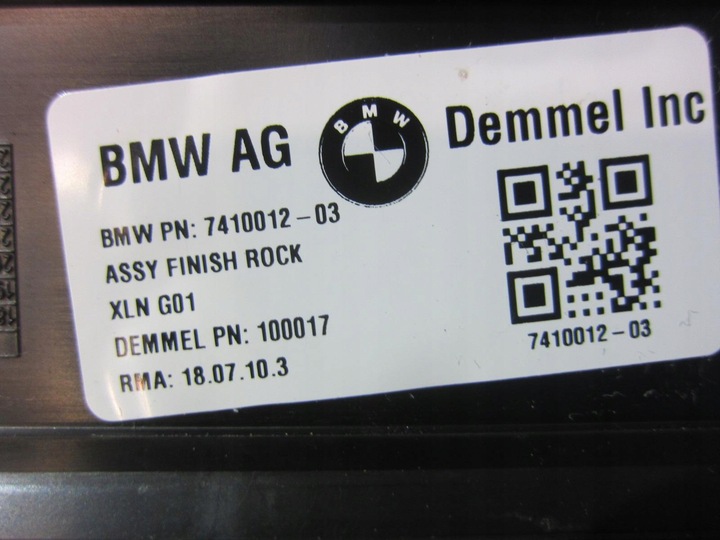 BMW AG
BMW
Demmel Inc
BMW PN: 7410012-03
ASSY FINISH ROCK
XLN G01
DEMMEL PN: 100017
RMA: 18.07.10.3
7410012-03